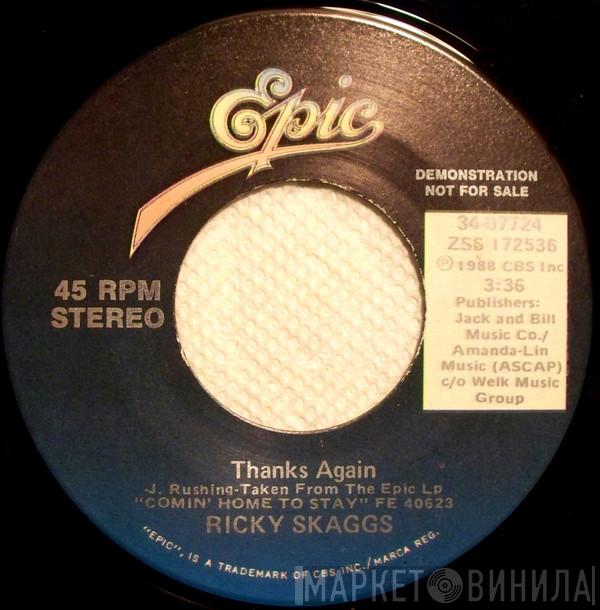 Epic
DEMONSTRATION
NOT FOR SALE
34-07724
ZSS 172536
Ⓟ 1988 CBS Inc
3:36
Publishers:
Jack and Bill
Music Co./
Amanda-Lin
Music (ASCAP)
c/o Welk Music
Group
45 RPM
STEREO
Thanks Again
-J. Rushing-Taken From The Epic Lp
"COMIN' HOME TO STAY" FE 40623
RICKY SKAGGS
"EPIC", IS A TRADEMARK OF CBS INC./MARCA REG.
МАРКЕТ ВИНИЛА